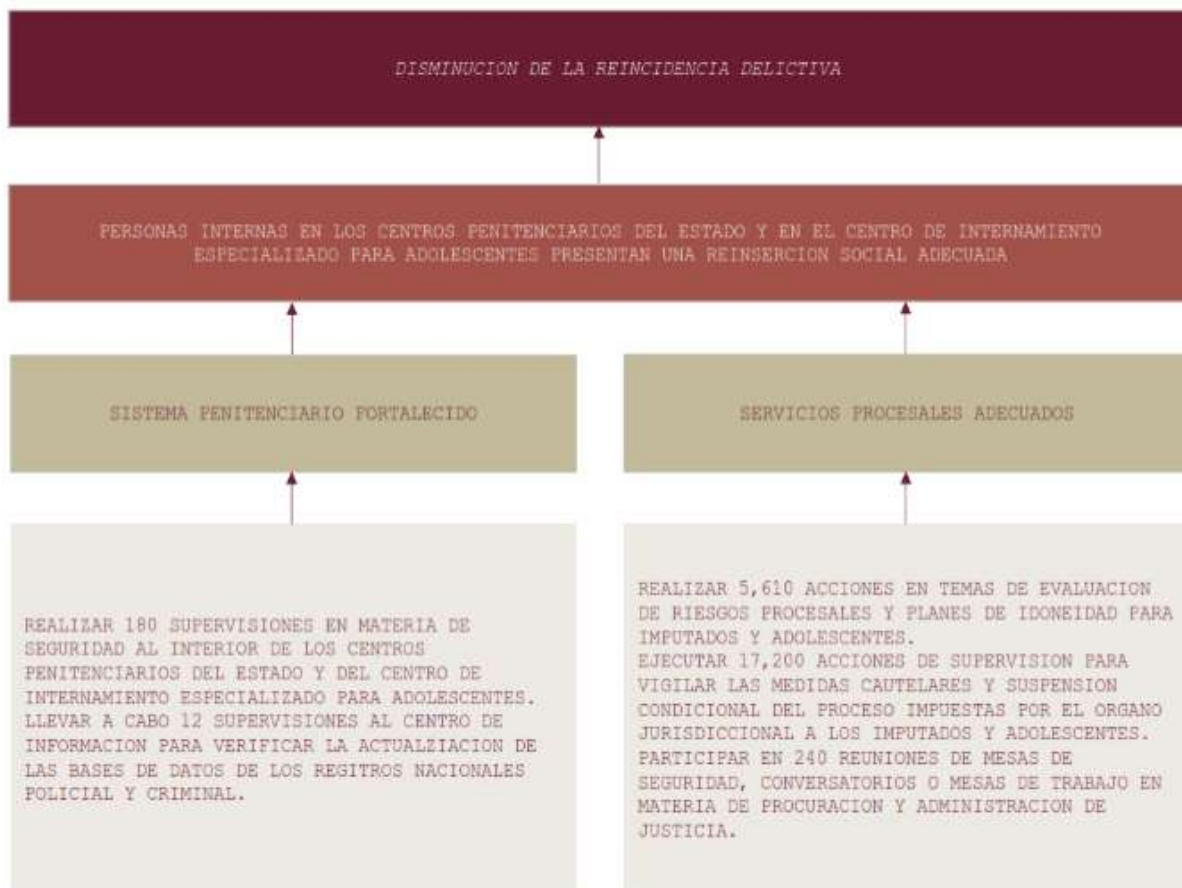 DISMINUCION DE LA REINCIDENCIA DELICTIVA
PERSONAS INTERNAS EN LOS CENTROS PENITENCIARIOS DEL ESTADO Y EN EL CENTRO DE INTERNAMIENTO
ESPECIALIZADO PARA ADOLESCENTES PRESENTAN UNA REINSERCION SOCIAL ADECUADA
SISTEMA PENITENCIARIO FORTALECIDO
SERVICIOS PROCESALES ADECUADOS
REALIZAR 180 SUPERVISIONES EN MATERIA DE
SEGURIDAD AL INTERIOR DE LOS CENTROS
PENITENCIARIOS DEL ESTADO Y DEL CENTRO DE
INTERNAMIENTO ESPECIALIZADO PARA ADOLESCENTES.
LLEVAR A CABO 12 SUPERVISIONES AL CENTRO DE
INFORMACION PARA VERIFICAR LA ACTUALZIACION DE
LAS BASES DE DATOS DE LOS REGITROS NACIONALES
POLICIAL Y CRIMINAL.
REALIZAR 5,610 ACCIONES EN TEMAS DE EVALUACION
DE RIESGOS PROCESALES Y PLANES DE IDONEIDAD PARA
IMPUTADOS Y ADOLESCENTES.
EJECUTAR 17,200 ACCIONES DE SUPERVISION PARA
VIGILAR LAS MEDIDAS CAUTELARES Y SUSPENSION
CONDICIONAL DEL PROCESO IMPUESTAS POR EL ORGANO
JURISDICCIONAL A LOS IMPUTADOS Y ADOLESCENTES.
PARTICIPAR EN 240 REUNIONES DE MESAS DE
SEGURIDAD, CONVERSATORIOS O MESAS DE TRABAJO EN
MATERIA DE PROCURACION Y ADMINISTRACION DE
JUSTICIA.